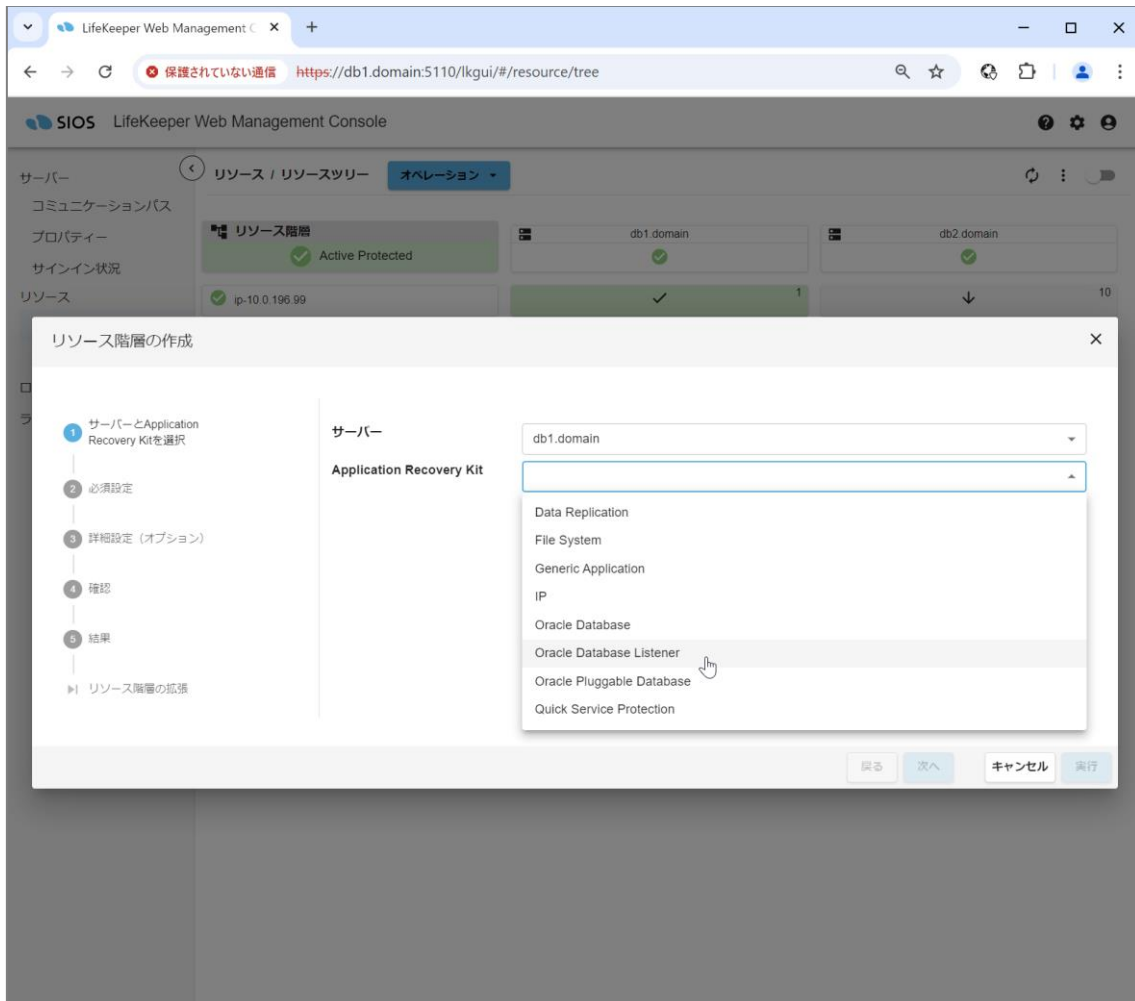 LifeKeeper Web Management C
保護されていない通信 https://db1.domain:5110/lkgui/#/resource/tree
SIOS LifeKeeper Web Management Console
サーバー
コミュニケーションパス
プロパティー
サインイン状況
リソース
リソース / リソースツリー オペレーション
リソース階層 db1.domain db2.domain
Active Protected
ip-10.0.196.99 1 10
ロ
ラ
リソース階層の作成
1 サーバーとApplication
Recovery Kitを選択
2 必須設定
3 詳細設定（オプション）
4 確認
5 結果
リソース階層の拡張
サーバー db1.domain
Application Recovery Kit
Data Replication
File System
Generic Application
IP
Oracle Database
Oracle Database Listener
Oracle Pluggable Database
Quick Service Protection
戻る 次へ キャンセル 実行